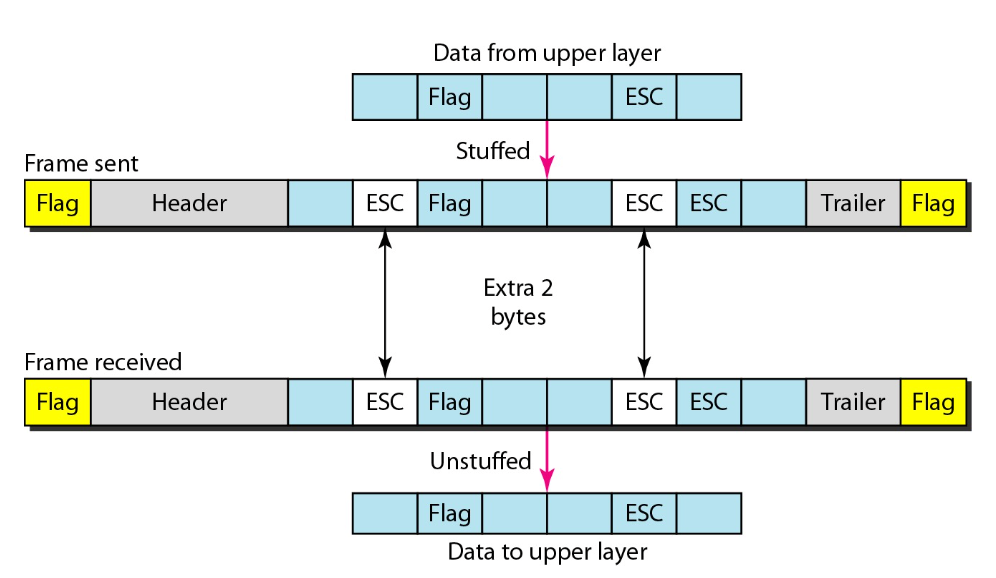 Data from upper layer
Flag ESC
Stuffed
Frame sent
Flag Header ESC Flag ESC ESC Trailer Flag
Extra 2
bytes
Frame received
Flag Header ESC Flag ESC ESC Trailer Flag
Unstuffed
Flag ESC
Data to upper layer